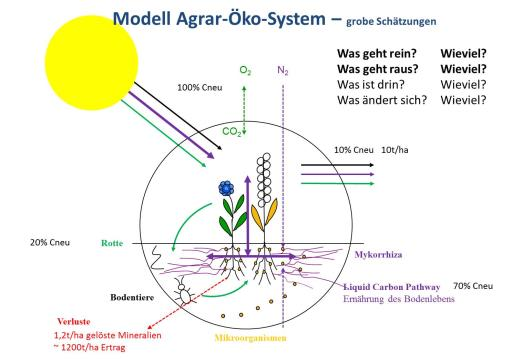 Modell Agrar-Öko-System – grobe Schätzungen
Was geht rein? Wieviel?
Was geht raus? Wieviel?
Was ist drin? Wieviel?
Was ändert sich? Wieviel?
100% Cneu
O2
N2
CO2
10% Cneu 10t/ha
20% Cneu
Rotte
Mykorrhiza
Liquid Carbon Pathway
Ernährung des Bodenlebens
70% Cneu
Bodentiere
Verluste
1,2t/ha gelöste Mineralien
~ 1200t/ha Ertrag
Mikroorganismen